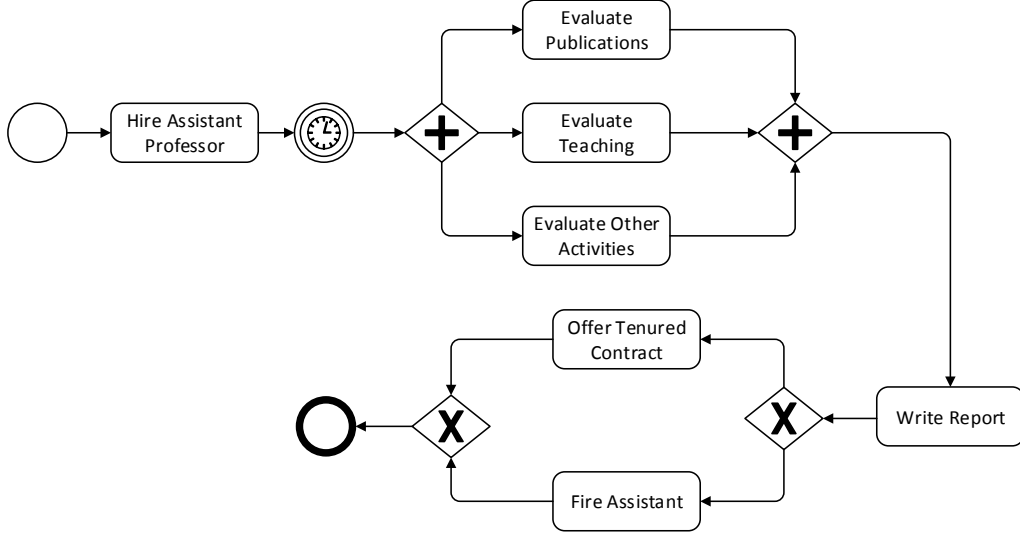 Evaluate
Publications
Hire Assistant
Professor
Evaluate
Teaching
Evaluate Other
Activities
Offer Tenured
Contract
Write Report
Fire Assistant